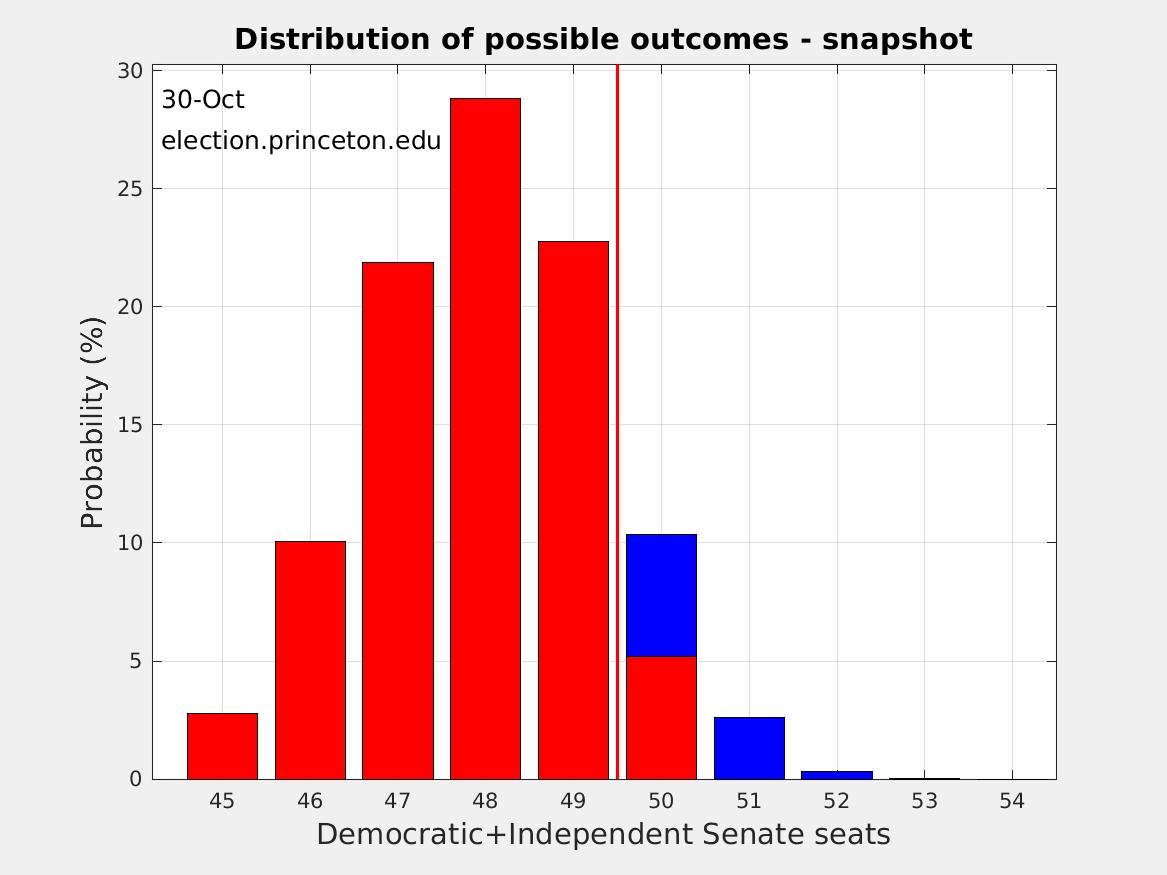 Distribution of possible outcomes - snapshot
30-Oct
election.princeton.edu
Probability (%)
30
25
20
15
10
5
0
45 46 47 48 49 50 51 52 53 54
Democratic+Independent Senate seats